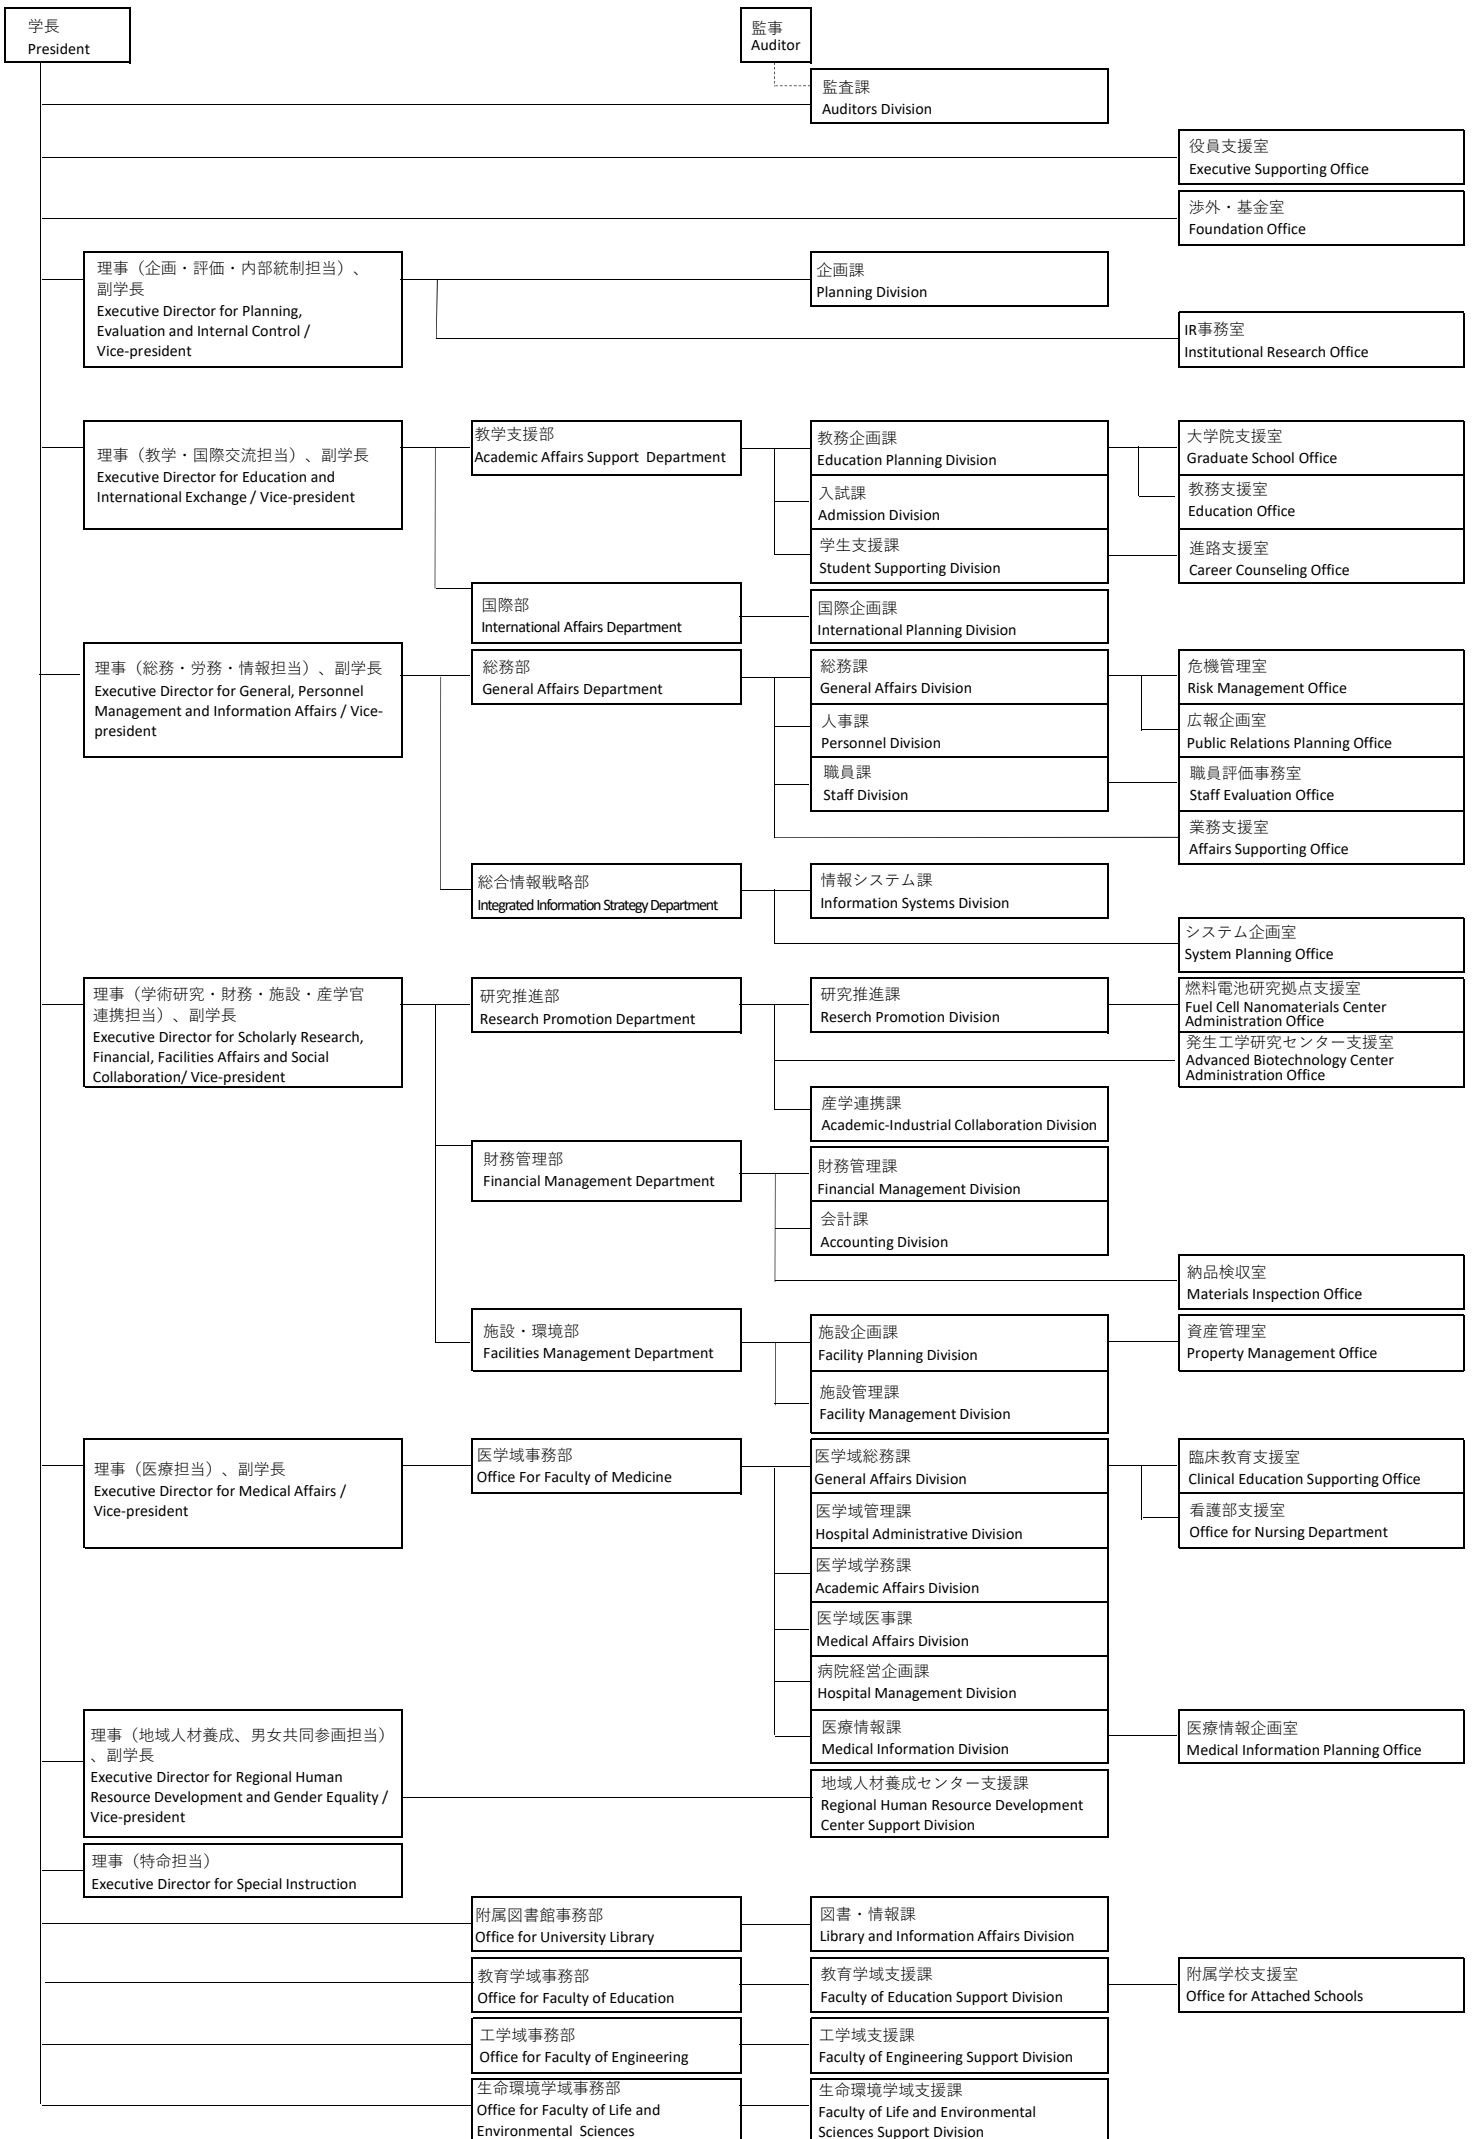 学長
President
監事
Auditor
監査課
Auditors Division
役員支援室
Executive Supporting Office
渉外・基金室
Foundation Office
理事（企画・評価・内部統制担当）、
副学長
Executive Director for Planning,
Evaluation and Internal Control /
Vice-president
企画課
Planning Division
IR事務室
Institutional Research Office
理事（教学・国際交流担当）、副学長
Executive Director for Education and
International Exchange / Vice-president
教学支援部
Academic Affairs Support Department
教務企画課
Education Planning Division
大学院支援室
Graduate School Office
教務支援室
Education Office
入試課
Admission Division
学生支援課
Student Supporting Division
進路支援室
Career Counseling Office
国際部
International Affairs Department
国際企画課
International Planning Division
理事（総務・労務・情報担当）、副学長
Executive Director for General, Personnel
Management and Information Affairs / Vice-
president
総務部
General Affairs Department
総務課
General Affairs Division
危機管理室
Risk Management Office
広報企画室
Public Relations Planning Office
人事課
Personnel Division
職員課
Staff Division
職員評価事務室
Staff Evaluation Office
業務支援室
Affairs Supporting Office
総合情報戦略部
Integrated Information Strategy Department
情報システム課
Information Systems Division
システム企画室
System Planning Office
理事（学術研究・財務・施設・産学官
連携担当）、副学長
Executive Director for Scholarly Research,
Financial, Facilities Affairs and Social
Collaboration/ Vice-president
研究推進部
Research Promotion Department
研究推進課
Reserch Promotion Division
燃料電池研究拠点支援室
Fuel Cell Nanomaterials Center
Administration Office
発生工学研究センター支援室
Advanced Biotechnology Center
Administration Office
産学連携課
Academic-Industrial Collaboration Division
財務管理部
Financial Management Department
財務管理課
Financial Management Division
会計課
Accounting Division
納品検収室
Materials Inspection Office
施設・環境部
Facilities Management Department
施設企画課
Facility Planning Division
資産管理室
Property Management Office
施設管理課
Facility Management Division
理事（医療担当）、副学長
Executive Director for Medical Affairs /
Vice-president
医学域事務部
Office For Faculty of Medicine
医学域総務課
General Affairs Division
臨床教育支援室
Clinical Education Supporting Office
看護部支援室
Office for Nursing Department
医学域管理課
Hospital Administrative Division
医学域学務課
Academic Affairs Division
医学域医事課
Medical Affairs Division
病院経営企画課
Hospital Management Division
医療情報課
Medical Information Division
医療情報企画室
Medical Information Planning Office
理事（地域人材養成、男女共同参画担当）
、副学長
Executive Director for Regional Human
Resource Development and Gender Equality /
Vice-president
地域人材養成センター支援課
Regional Human Resource Development
Center Support Division
理事（特命担当）
Executive Director for Special Instruction
附属図書館事務部
Office for University Library
図書・情報課
Library and Information Affairs Division
教育学域事務部
Office for Faculty of Education
教育学域支援課
Faculty of Education Support Division
附属学校支援室
Office for Attached Schools
工学域事務部
Office for Faculty of Engineering
工学域支援課
Faculty of Engineering Support Division
生命環境学域事務部
Office for Faculty of Life and
Environmental Sciences
生命環境学域支援課
Faculty of Life and Environmental
Sciences Support Division